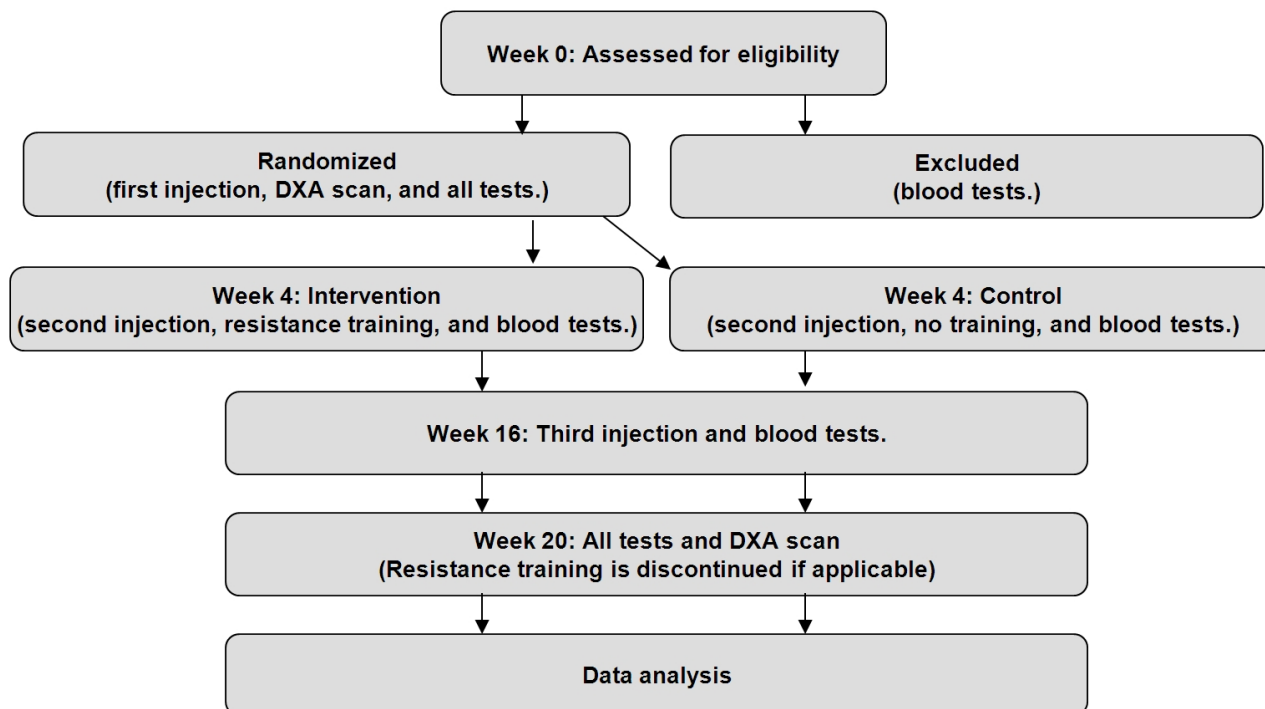 Week 0: Assessed for eligibility
Randomized
(first injection, DXA scan, and all tests.)
Excluded
(blood tests.)
Week 4: Intervention
(second injection, resistance training, and blood tests.)
Week 4: Control
(second injection, no training, and blood tests.)
Week 16: Third injection and blood tests.
Week 20: All tests and DXA scan
(Resistance training is discontinued if applicable)
Data analysis